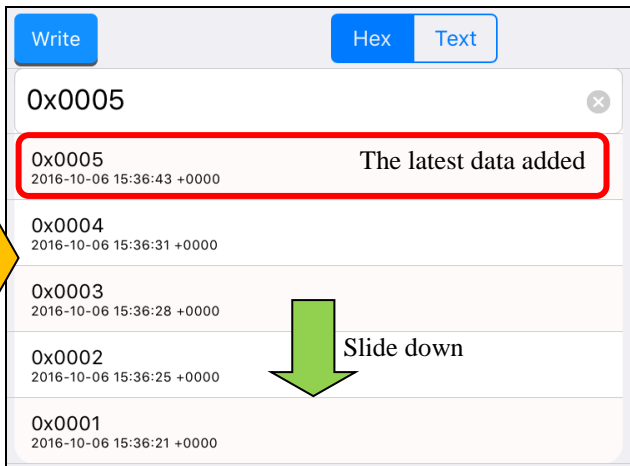 Write
Hex Text
0x0005
0x0005
2016-10-06 15:36:43 +0000
The latest data added
0x0004
2016-10-06 15:36:31 +0000
0x0003
2016-10-06 15:36:28 +0000
0x0002
2016-10-06 15:36:25 +0000
Slide down
0x0001
2016-10-06 15:36:21 +0000